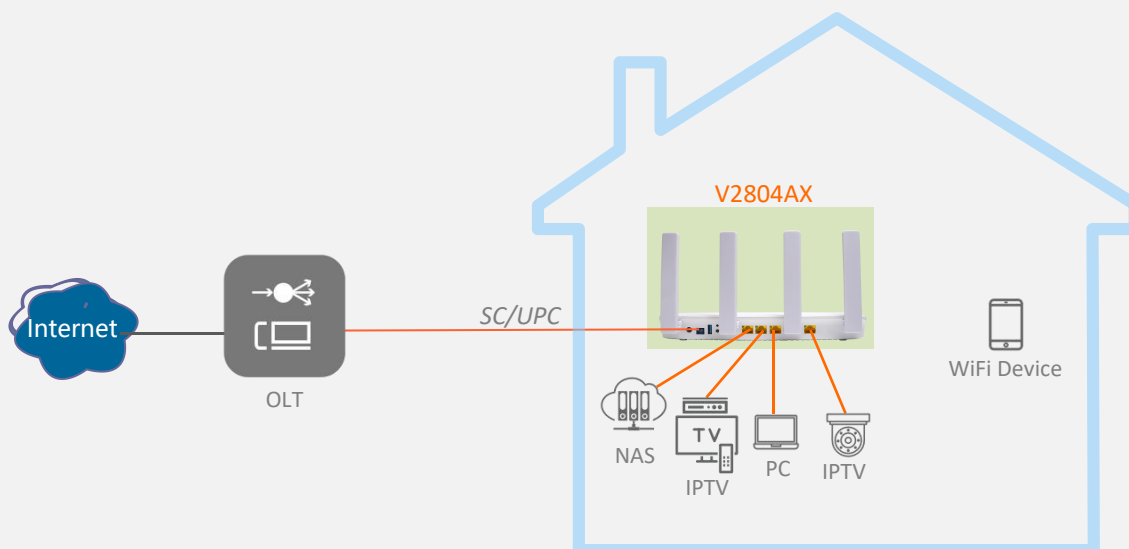 V2804AX
SC/UPC
Internet
OLT
WiFi Device
TV
NAS
IPTV
PC
IPTV